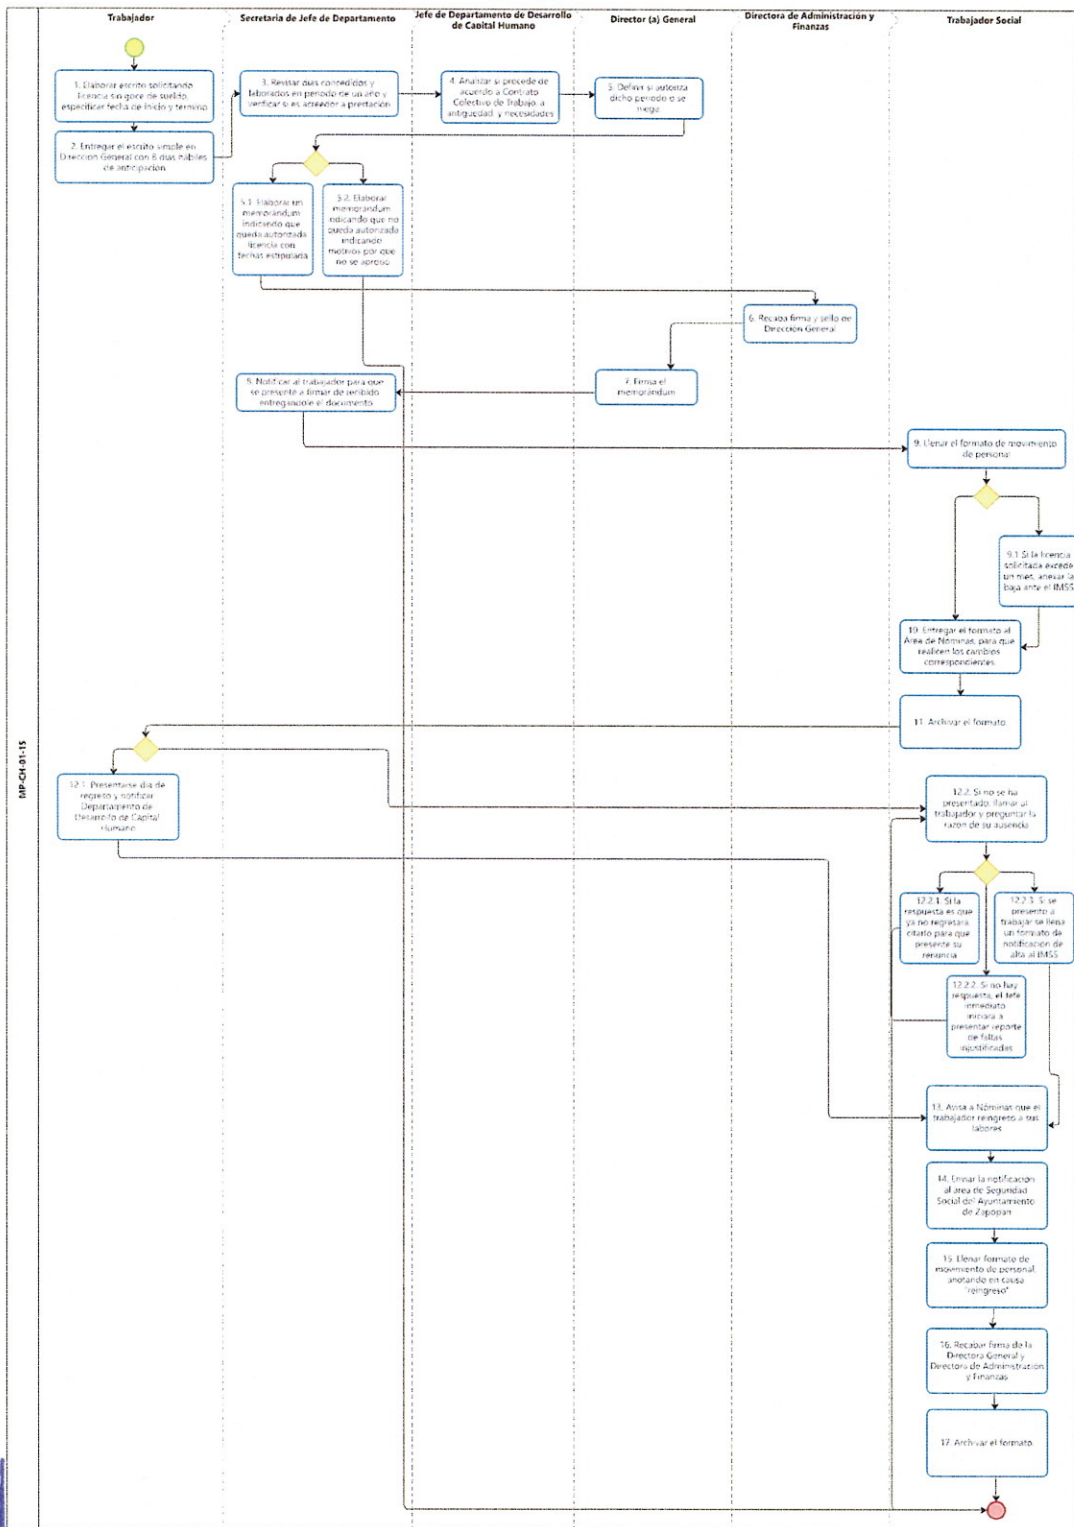 Trabajador
Secretaria de Jefe de Departamento
Jefe de Departamento de Desarrollo
de Capital Humano
Director (a) General
Directora de Administración y
Finanzas
Trabajador Social
MP-CH-01-15
1. Elaborar escrito solicitando
licencia sin goce de sueldo,
especificar fecha de inicio y termino
2. Entregar el escrito simple en
Dirección General con 8 días hábiles
de anticipación
3. Revisar días concedidos y
laborados en periodo de un año y
verificar si es acreedor a prestación
4. Analizar si procede de
acuerdo a Contrato
Colectivo de Trabajo, a
antigüedad y necesidades
5. Definir si autoriza
dicho periodo o se
niega
5.1. Elaborar un
memorándum
indicando que
queda autorizada
licencia con
fechas estipulada
5.2. Elaborar
memorándum
indicando que no
queda autorizada
indicando
motivos por que
no se aprobó
6. Recaba firma y sello de
Dirección General
7. Firma el
memorándum
8. Notificar al trabajador para que
se presente a firmar de recibido
entregándole el documento
9. Llenar el formato de movimiento
de personal
9.1 Si la licencia
solicitada excede
un mes, anexar la
baja ante el IMSS
10. Entregar el formato al
Área de Nóminas, para que
realicen los cambios
correspondientes.
11. Archivar el formato
12.1. Presentarse día de
regreso y notificar
Departamento de
Desarrollo de Capital
Humano
12.2. Si no se ha
presentado, llamar al
trabajador y preguntar la
razón de su ausencia
12.2.1. Si la
respuesta es que
ya no regresará,
citarlo para que
presente su
renuncia
12.2.3. Si se
presentó a
trabajar se llena
un formato de
notificación de
alta al IMSS
12.2.2. Si no hay
respuesta, el Jefe
inmediato
iniciará a
presentar reporte
de faltas
injustificadas
13. Avisa a Nóminas que el
trabajador reingreso a sus
labores
14. Enviar la notificación
al área de Seguridad
Social del Ayuntamiento
de Zapopan
15. Llenar formato de
movimiento de personal,
anotando en causa
"reingreso"
16. Recabar firma de la
Directora General y
Directora de Administración
y Finanzas
17. Archivar el formato